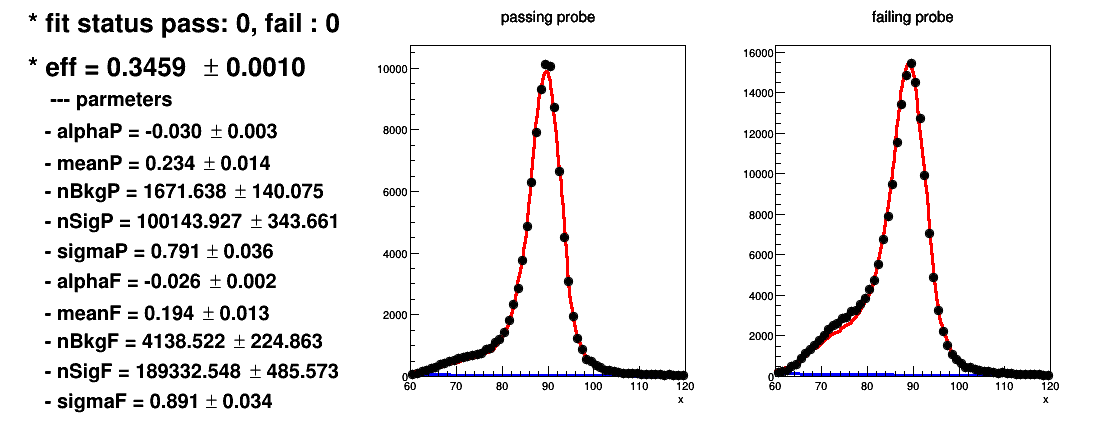 * fit status pass: 0, fail : 0
* eff = 0.3459 ± 0.0010
--- parmeters
- alphaP = -0.030 ± 0.003
- meanP = 0.234 ± 0.014
- nBkgP = 1671.638 ± 140.075
- nSigP = 100143.927 ± 343.661
- sigmaP = 0.791 ± 0.036
- alphaF = -0.026 ± 0.002
- meanF = 0.194 ± 0.013
- nBkgF = 4138.522 ± 224.863
- nSigF = 189332.548 ± 485.573
- sigmaF = 0.891 ± 0.034
passing probe
10000
8000
6000
4000
2000
0
60 70 80 90 100 110 120
x
failing probe
16000
14000
12000
10000
8000
6000
4000
2000
0
60 70 80 90 100 110 120
x